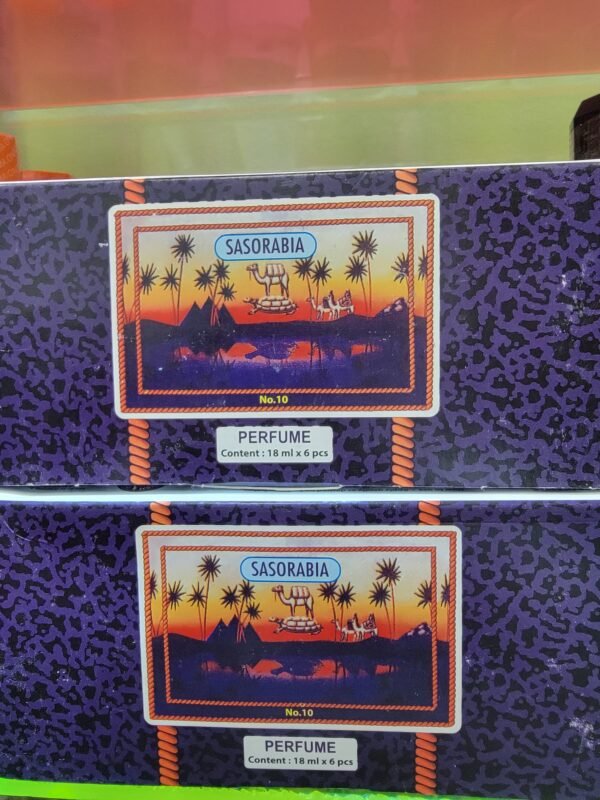 SASORABIA
No.10
PERFUME
Content : 18 ml x 6 pcs
SASORABIA
No.10
PERFUME
Content : 18 ml x 6 pcs